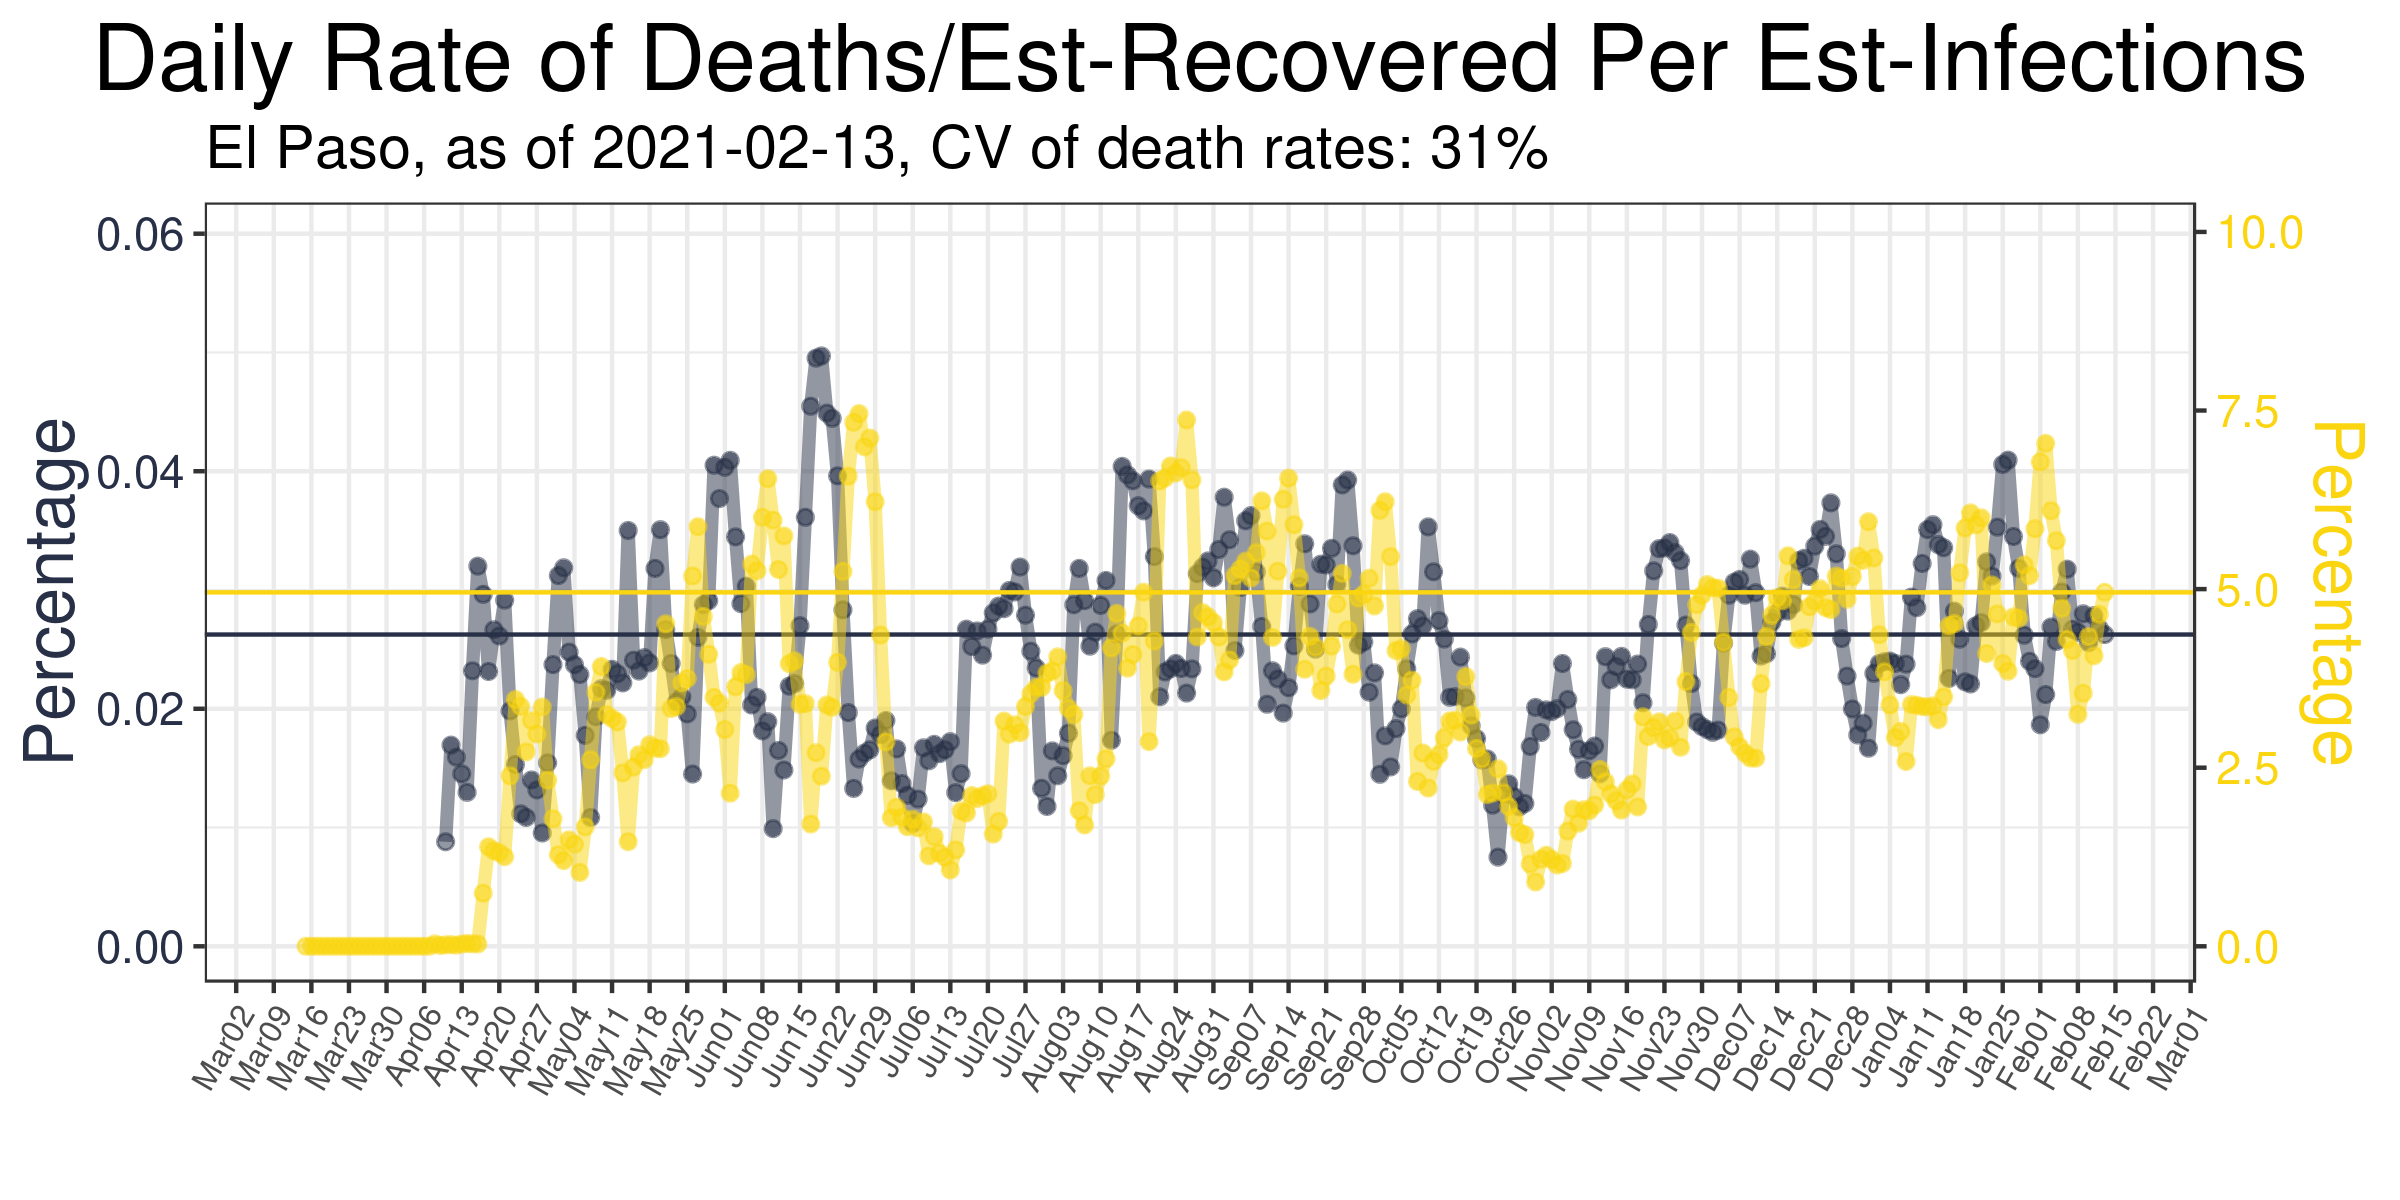 Daily Rate of Deaths/Est-Recovered Per Est-Infections
El Paso, as of 2021-02-13, CV of death rates: 31%
Percentage
0.06
0.04
0.02
0.00
10.0
7.5
5.0
2.5
0.0
Percentage
Mar02
Mar09
Mar16
Mar23
Mar30
Apr06
Apr13
Apr20
Apr27
May04
May11
May18
May25
Jun01
Jun08
Jun15
Jun22
Jun29
Jul06
Jul13
Jul20
Jul27
Aug03
Aug10
Aug17
Aug24
Aug31
Sep07
Sep14
Sep21
Sep28
Oct05
Oct12
Oct19
Oct26
Nov02
Nov09
Nov16
Nov23
Nov30
Dec07
Dec14
Dec21
Dec28
Jan04
Jan11
Jan18
Jan25
Feb01
Feb08
Feb15
Feb22
Mar01